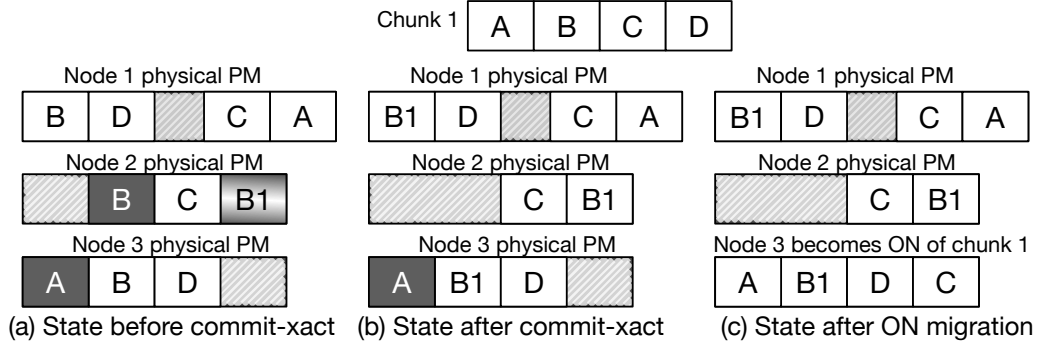 Chunk 1 A B C D
Node 1 physical PM Node 1 physical PM Node 1 physical PM
B D C A B1 D C A B1 D C A
Node 2 physical PM Node 2 physical PM Node 2 physical PM
B C B1 C B1 C B1
Node 3 physical PM Node 3 physical PM Node 3 becomes ON of chunk 1
A B D A B1 D A B1 D C
(a) State before commit-xact (b) State after commit-xact (c) State after ON migration